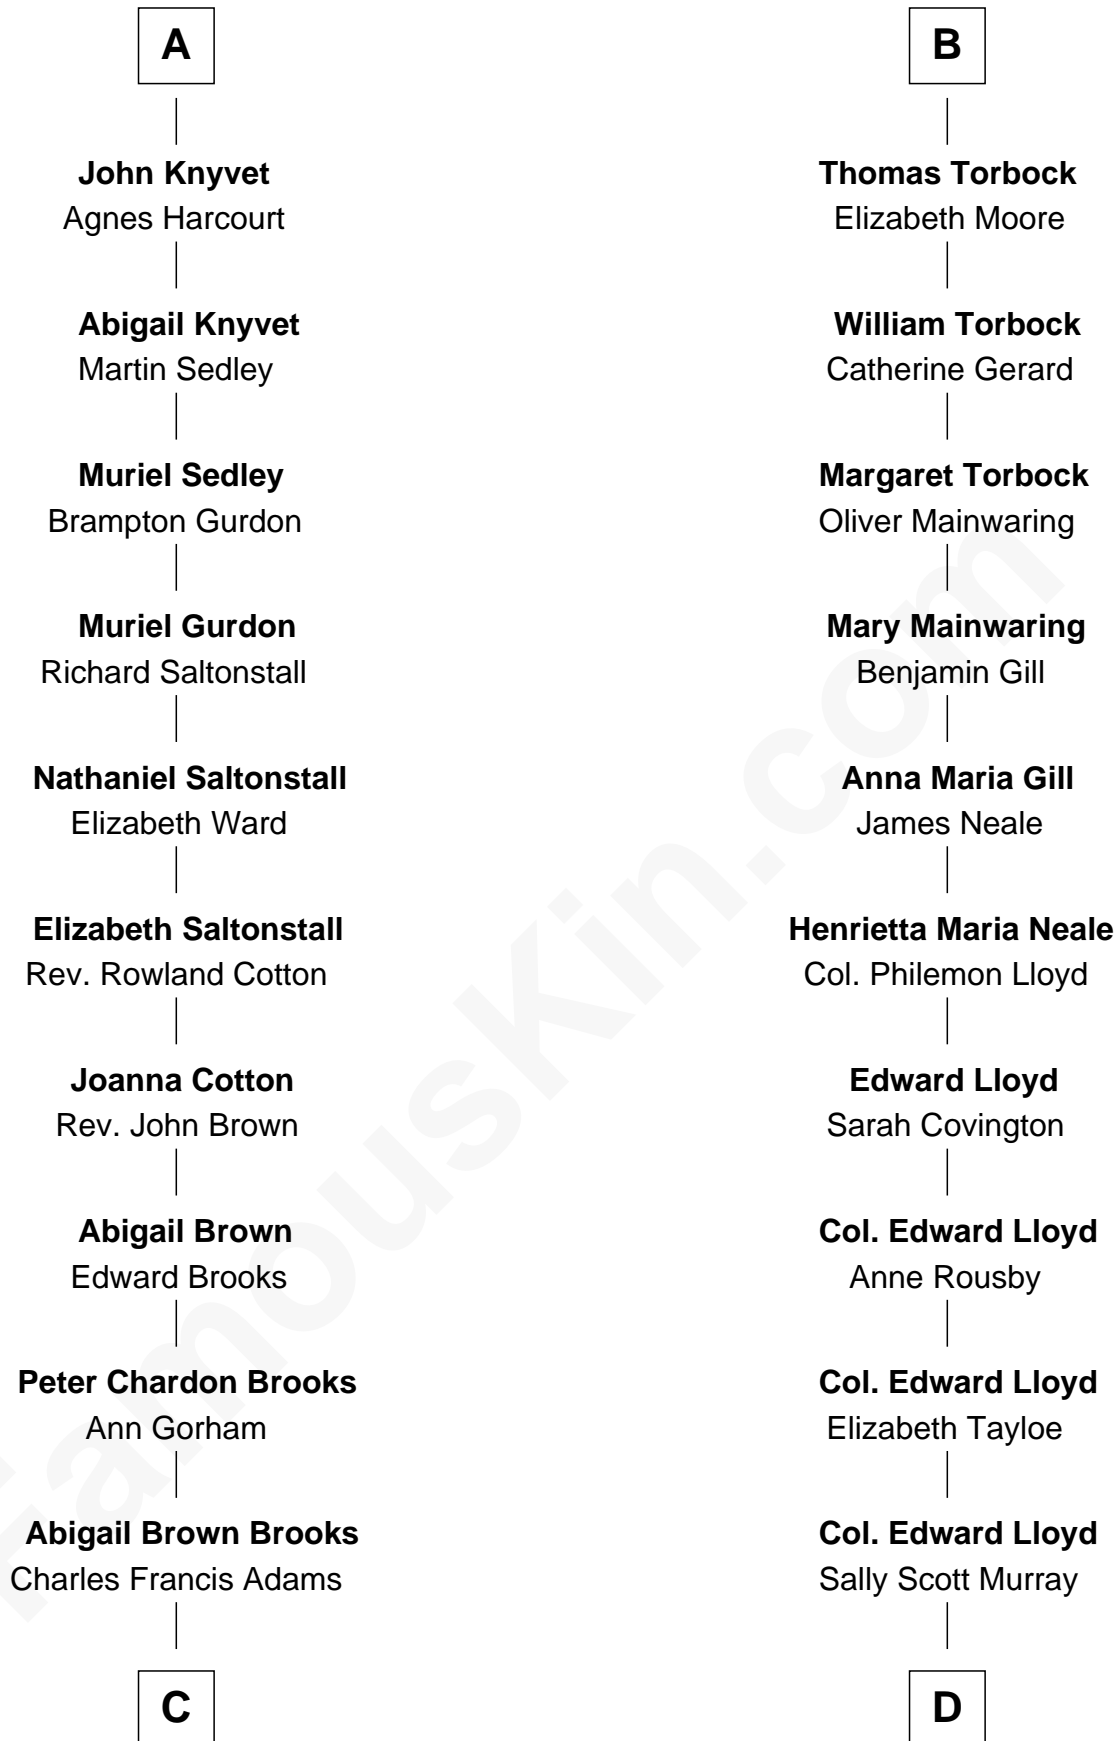 A
John Knyvet
Agnes Harcourt
Abigail Knyvet
Martin Sedley
Muriel Sedley
Brampton Gurdon
Muriel Gurdon
Richard Saltonstall
Nathaniel Saltonstall
Elizabeth Ward
Elizabeth Saltonstall
Rev. Rowland Cotton
Joanna Cotton
Rev. John Brown
Abigail Brown
Edward Brooks
Peter Chardon Brooks
Ann Gorham
Abigail Brown Brooks
Charles Francis Adams
C
B
Thomas Torbock
Elizabeth Moore
William Torbock
Catherine Gerard
Margaret Torbock
Oliver Mainwaring
Mary Mainwaring
Benjamin Gill
Anna Maria Gill
James Neale
Henrietta Maria Neale
Col. Philemon Lloyd
Edward Lloyd
Sarah Covington
Col. Edward Lloyd
Anne Rousby
Col. Edward Lloyd
Elizabeth Tayloe
Col. Edward Lloyd
Sally Scott Murray
D
FamousKin.com